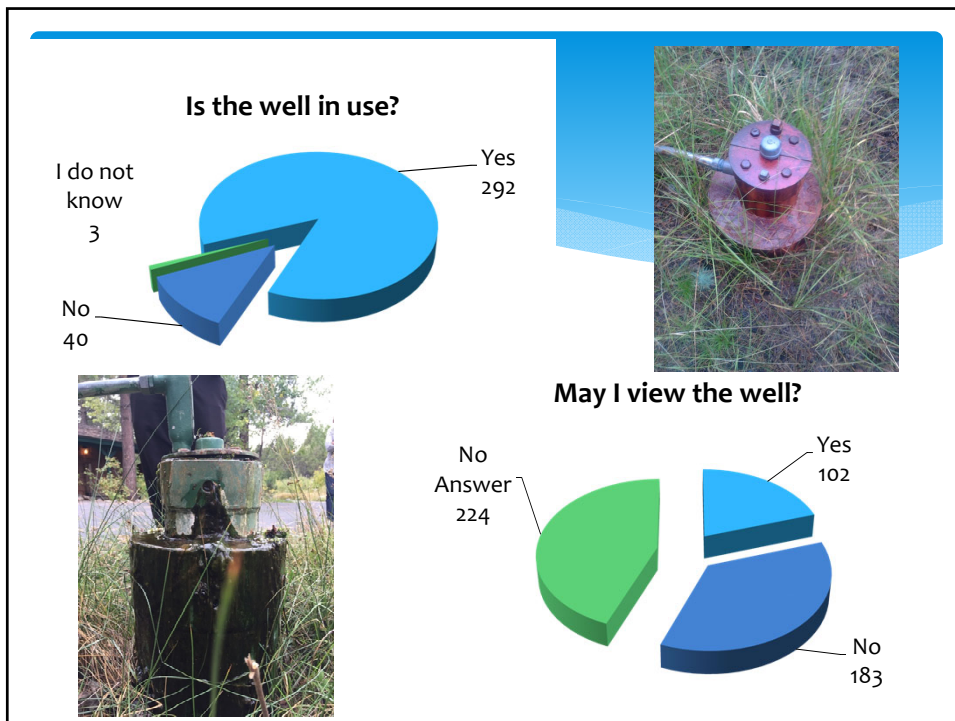 Is the well in use?
Yes
292
I do not
know
3
No
40
May I view the well?
No
Answer
224
Yes
102
No
183